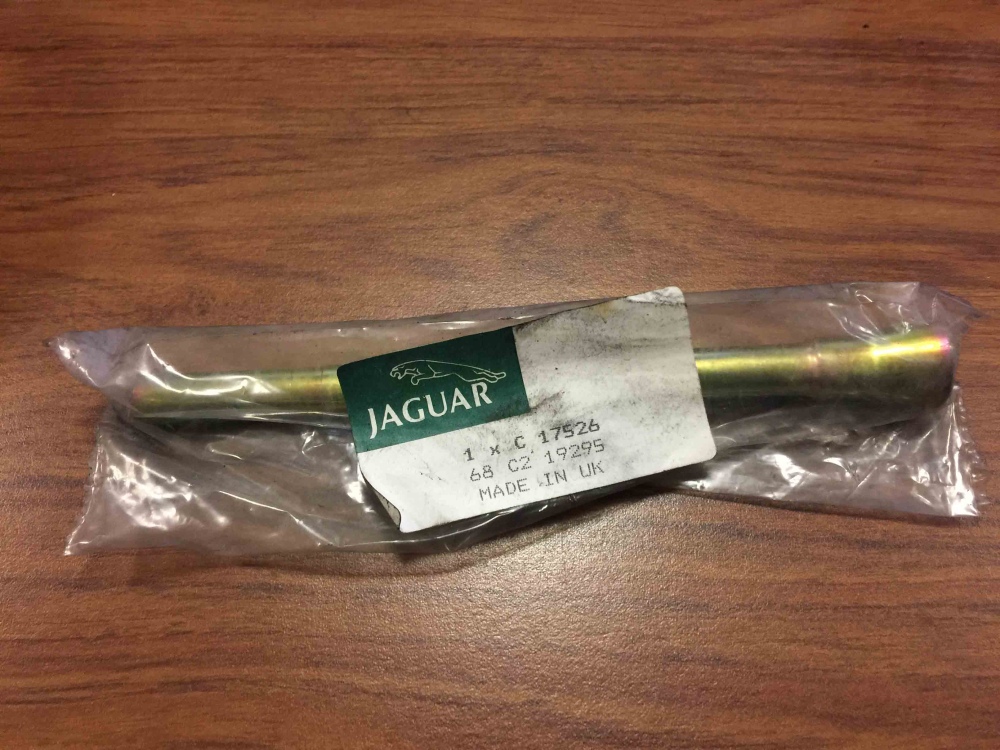 JAGUAR
1 x C 17526
68 C2 19295
MADE IN UK